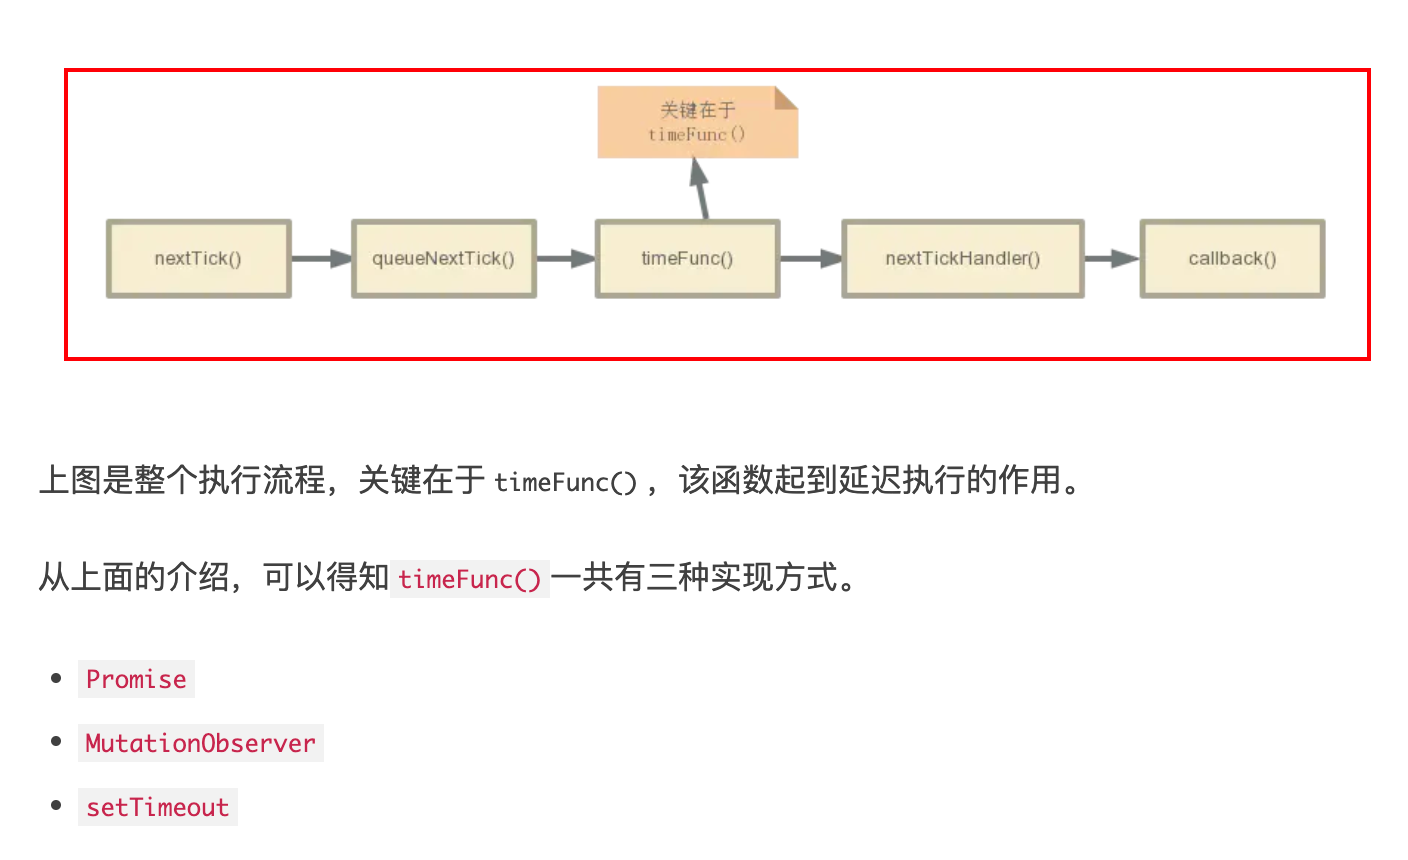 关键在于
timeFunc()
nextTick()
queueNextTick()
timeFunc()
nextTickHandler()
callback()
上图是整个执行流程，关键在于 timeFunc() ，该函数起到延迟执行的作用。
从上面的介绍，可以得知 timeFunc() 一共有三种实现方式。
• Promise
• MutationObserver
• setTimeout